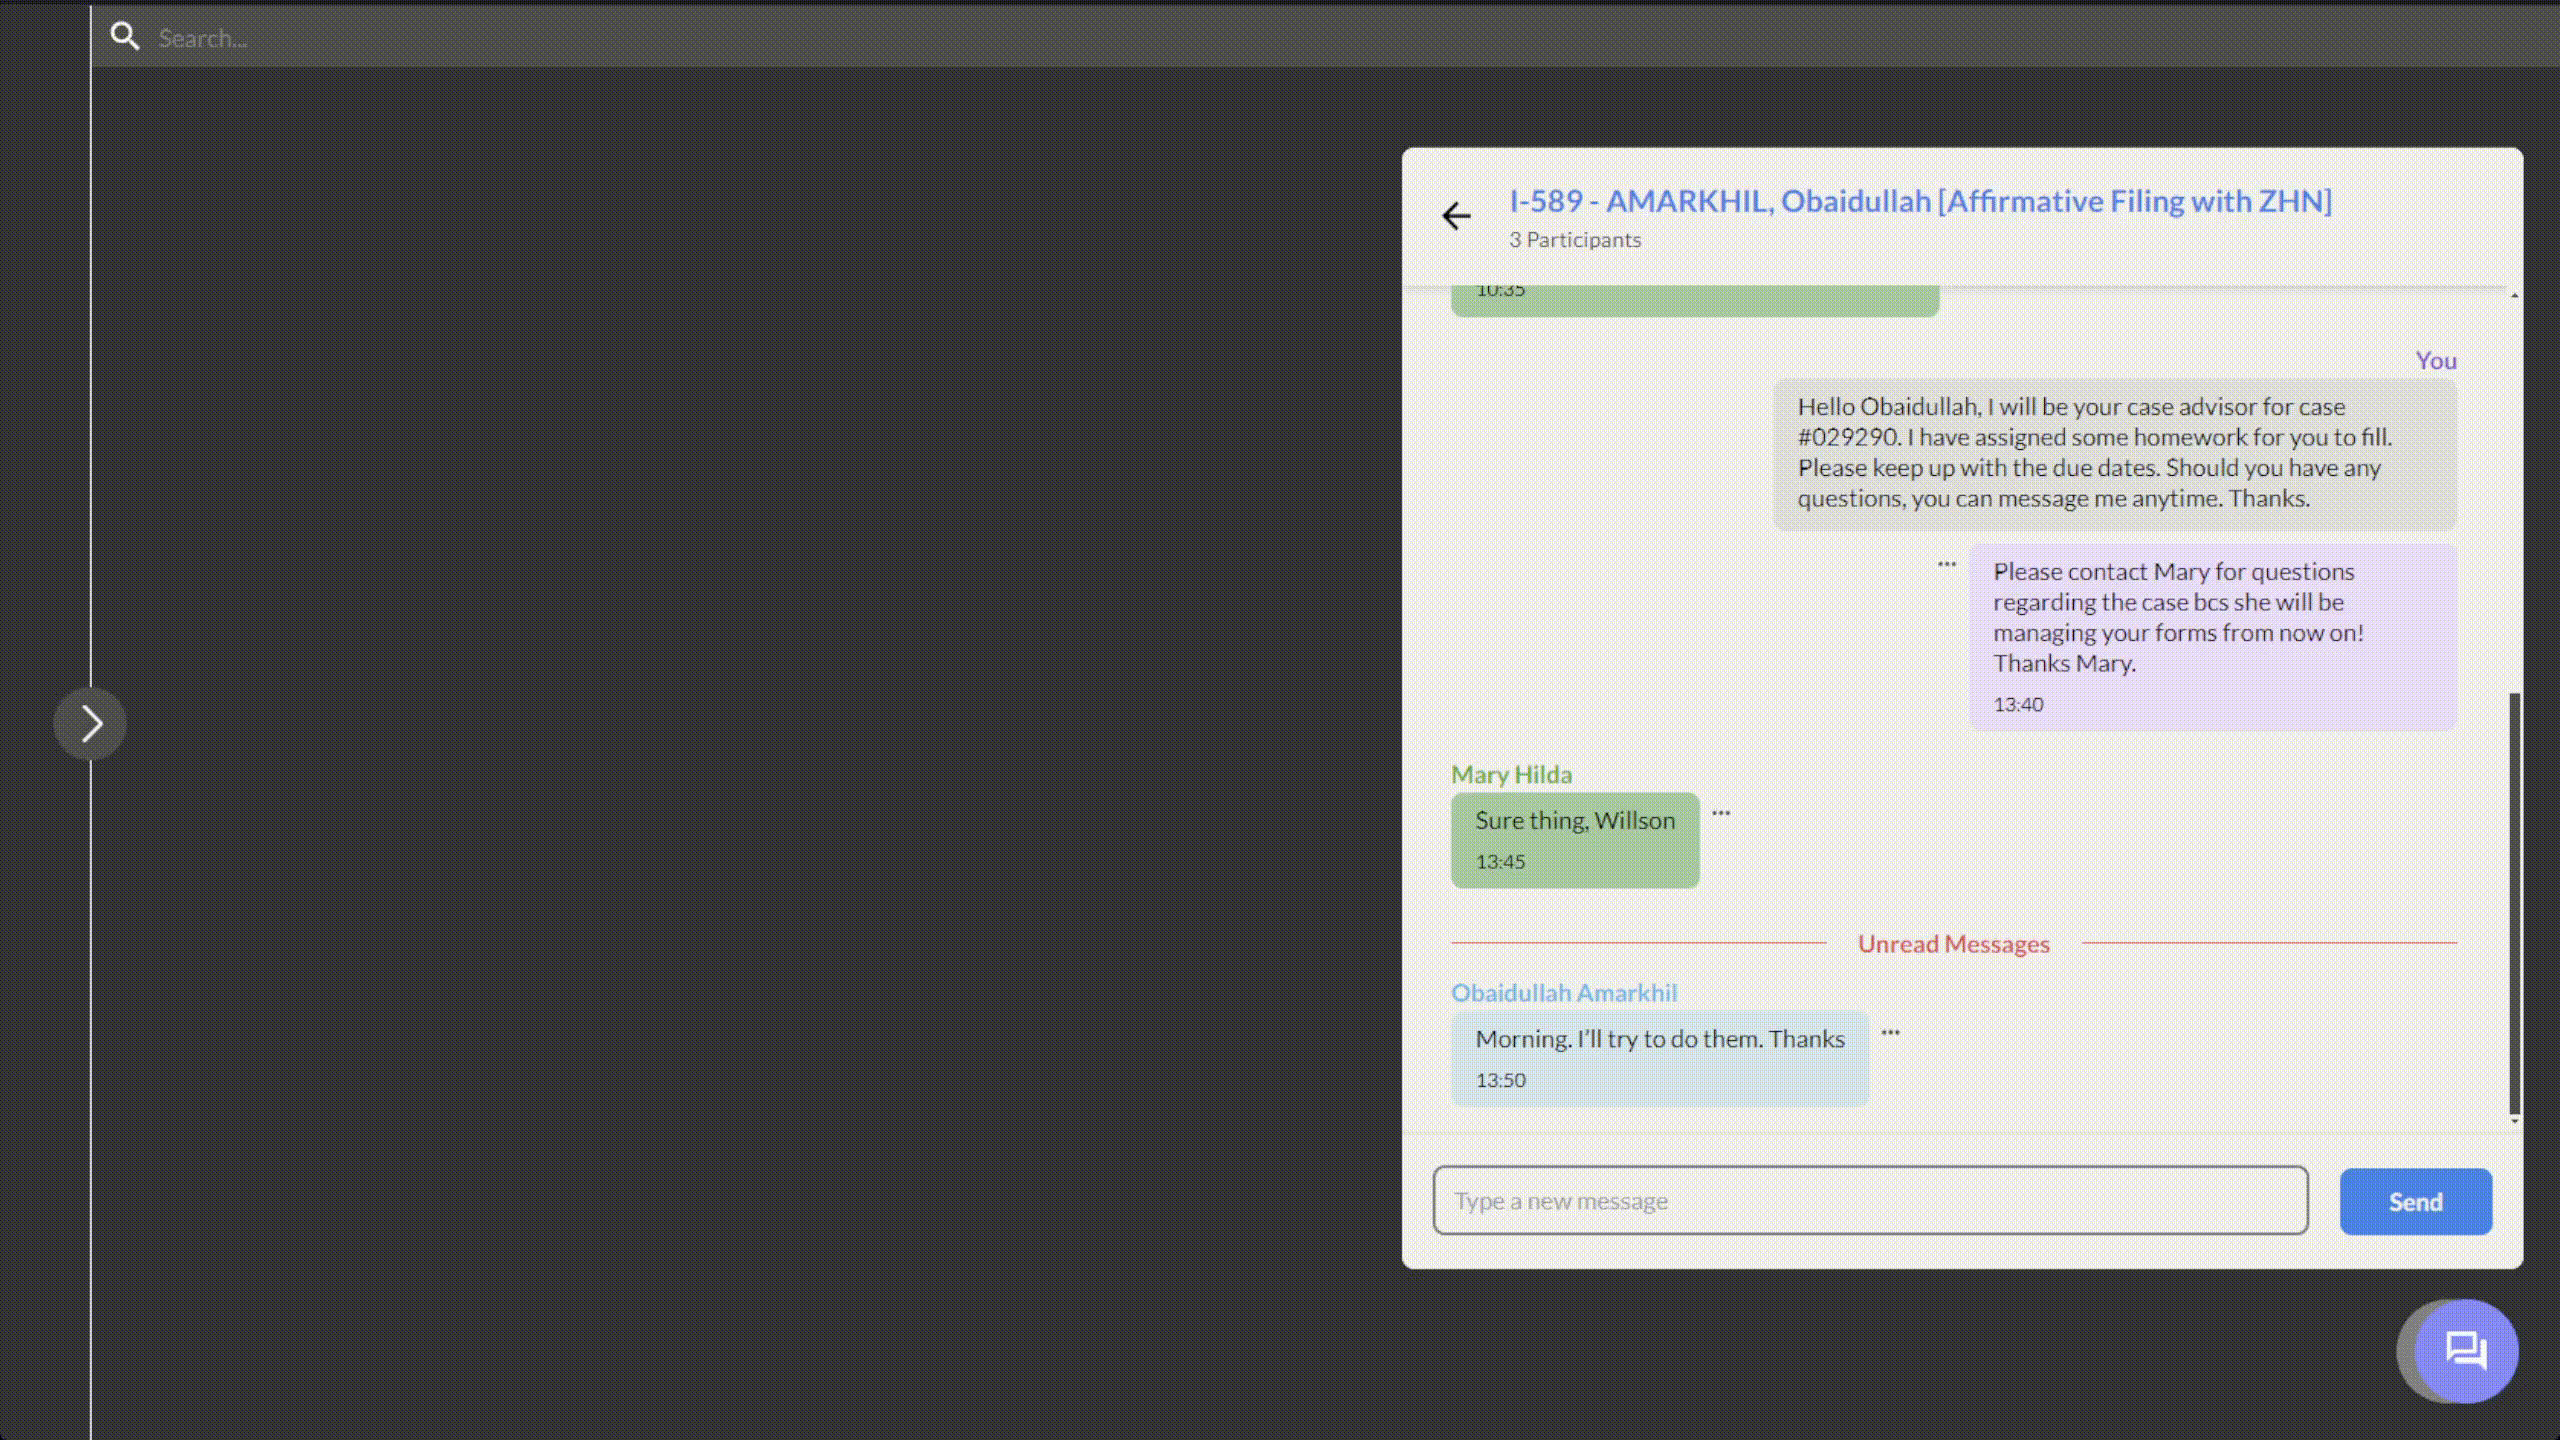 Search...
I-589 - AMARKHIL, Obaidullah [Affirmative Filing with ZHN]
3 Participants
10:35
You
Hello Obaidullah, I will be your case advisor for case
#029290. I have assigned some homework for you to fill.
Please keep up with the due dates. Should you have any
questions, you can message me anytime. Thanks.
Please contact Mary for questions
regarding the case bcs she will be
managing your forms from now on!
Thanks Mary.
13:40
Mary Hilda
Sure thing, Willson
13:45
Unread Messages
Obaidullah Amarkhil
Morning. I'll try to do them. Thanks
13:50
Type a new message
Send